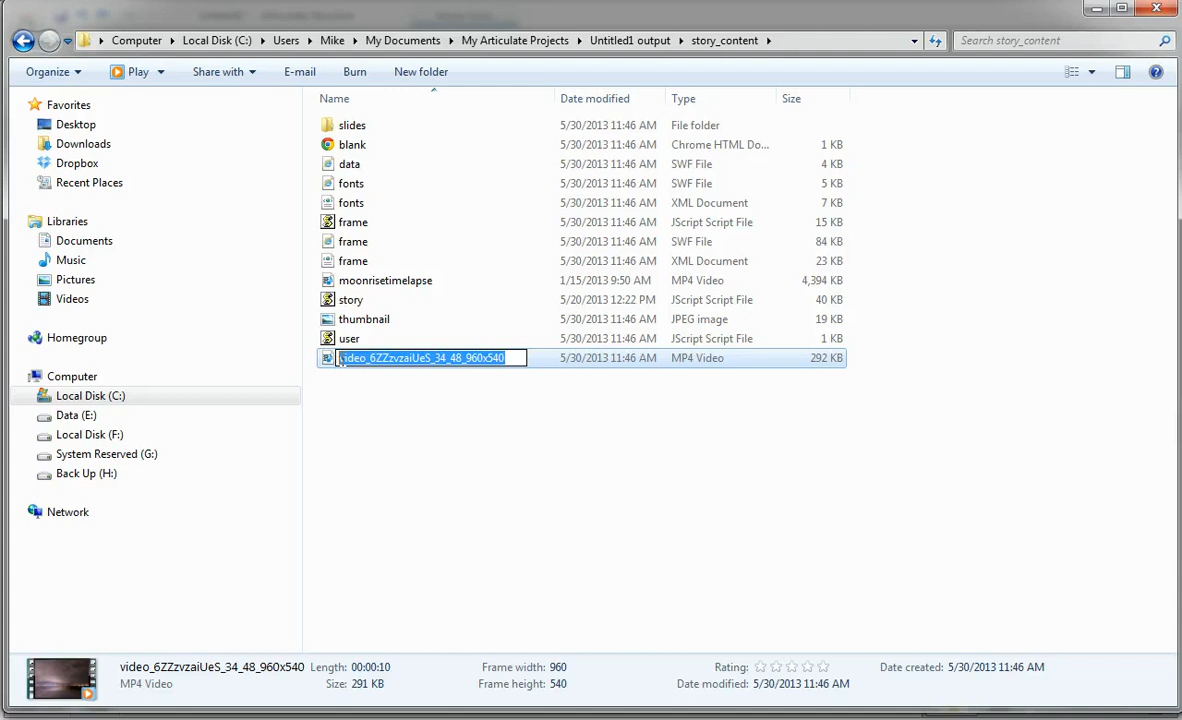 Computer Local Disk (C:) Users Mike My Documents My Articulate Projects Untitled1 output story_content
Search story_content
Organize Play Share with E-mail Burn New folder
Favorites
Desktop
Downloads
Dropbox
Recent Places
Libraries
Documents
Music
Pictures
Videos
Homegroup
Computer
Local Disk (C:)
Data (E:)
Local Disk (F:)
System Reserved (G:)
Back Up (H:)
Network
Name Date modified Type Size
slides 5/30/2013 11:46 AM File folder
blank 5/30/2013 11:46 AM Chrome HTML Do... 1 KB
data 5/30/2013 11:46 AM SWF File 4 KB
fonts 5/30/2013 11:46 AM SWF File 5 KB
fonts 5/30/2013 11:46 AM XML Document 7 KB
frame 5/30/2013 11:46 AM JScript Script File 15 KB
frame 5/30/2013 11:46 AM SWF File 84 KB
frame 5/30/2013 11:46 AM XML Document 23 KB
moonrisetimelapse 1/15/2013 9:50 AM MP4 Video 4,394 KB
story 5/20/2013 12:22 PM JScript Script File 40 KB
thumbnail 5/30/2013 11:46 AM JPEG image 19 KB
user 5/30/2013 11:46 AM JScript Script File 1 KB
video_6ZZzvzaiUeS_34_48_960x540 5/30/2013 11:46 AM MP4 Video 292 KB
video_6ZZzvzaiUeS_34_48_960x540 Length: 00:00:10 Frame width: 960 Rating: Date created: 5/30/2013 11:46 AM
MP4 Video Size: 291 KB Frame height: 540 Date modified: 5/30/2013 11:46 AM